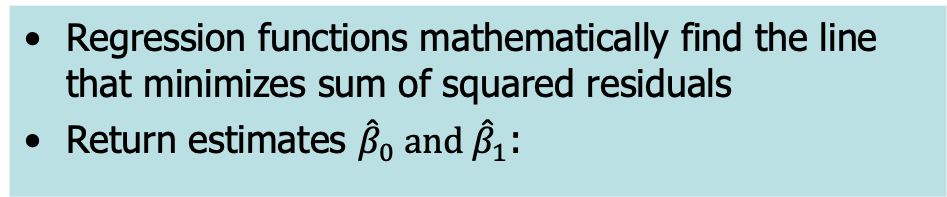 • Regression functions mathematically find the line
that minimizes sum of squared residuals
• Return estimates β̂₀ and β̂₁: